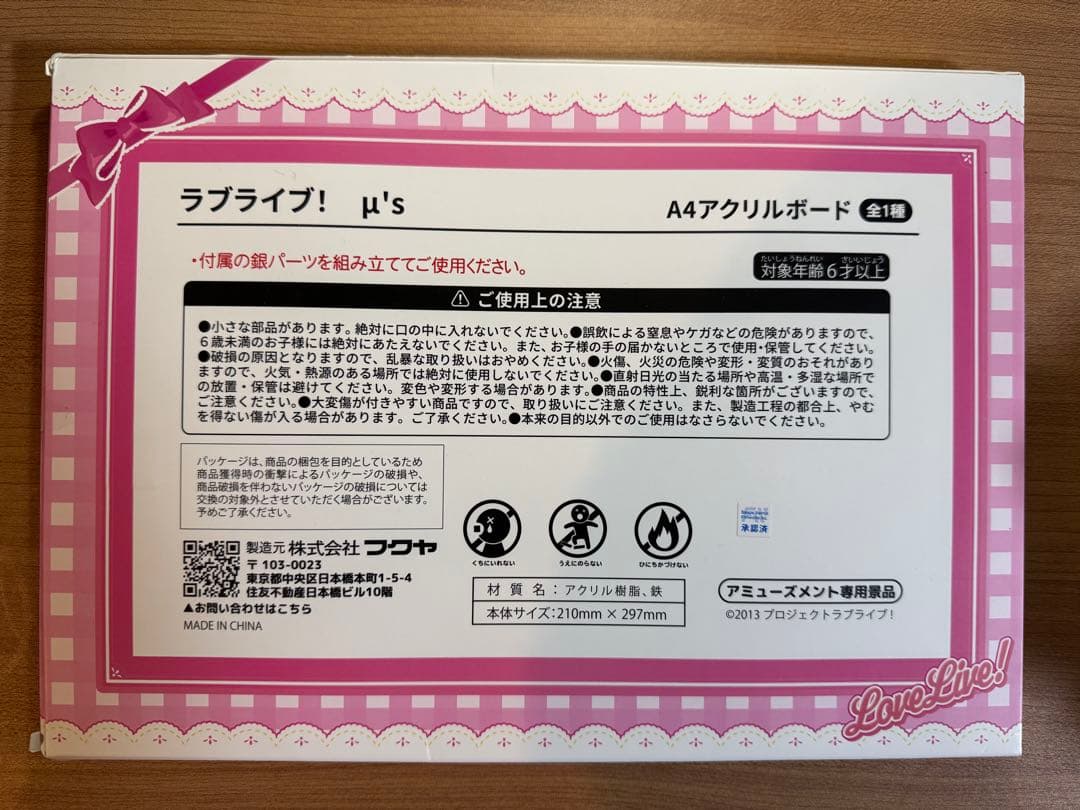 ラブライブ! μ's
A4アクリルボード 全1種
・付属の銀パーツを組み立ててご使用ください。
たいしょうねんれい さいいじょう
対象年齢6才以上
ご使用上の注意
●小さな部品があります。絶対に口の中に入れないでください。●誤飲による窒息やケガなどの危険がありますので、
6歳未満のお子様には絶対にあたえないでください。また、お子様の手の届かないところで使用・保管してください。
●破損の原因となりますので、乱暴な取り扱いはおやめください。●火傷、火災の危険や変形・変質のおそれがあり
ますので、火気・熱源のある場所では絶対に使用しないでください。●直射日光の当たる場所や高温・多湿な場所で
の放置・保管は避けてください。変色や変形する場合があります。●商品の特性上、鋭利な箇所がございますので、
ご注意ください。●大変傷が付きやすい商品ですので、取り扱いにご注意ください。また、製造工程の都合上、やむ
を得ない傷が入る場合があります。ご了承ください。●本来の目的以外でのご使用はなさらないでください。
パッケージは、商品の梱包を目的としているため
商品獲得時の衝撃によるパッケージの破損や、
商品破損を伴わないパッケージの破損については
交換の対象外とさせていただく場合がございます。
予めご了承ください。
くちにいれない
うえにのらない
ひにちかづけない
承認済
製造元 株式会社フクヤ
〒103-0023
東京都中央区日本橋本町1-5-4
住友不動産日本橋ビル10階
▲お問い合わせはこちら
MADE IN CHINA
材質名:アクリル樹脂、鉄
本体サイズ:210mm×297mm
アミューズメント専用景品
©2013 プロジェクトラブライブ!
LoveLive!